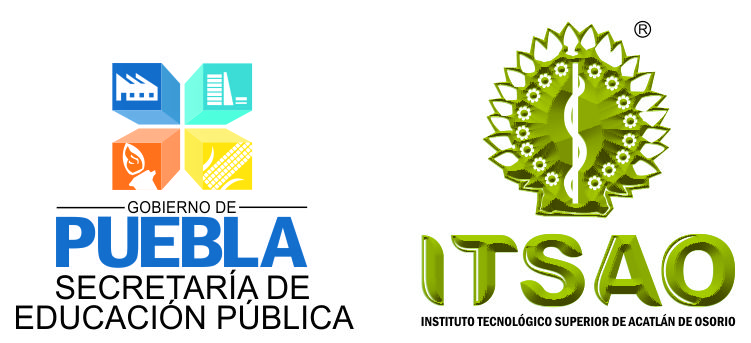 GOBIERNO DE
PUEBLA
SECRETARÍA DE
EDUCACIÓN PÚBLICA
®
ITSAO
INSTITUTO TECNOLÓGICO SUPERIOR DE ACATLÁN DE OSORIO